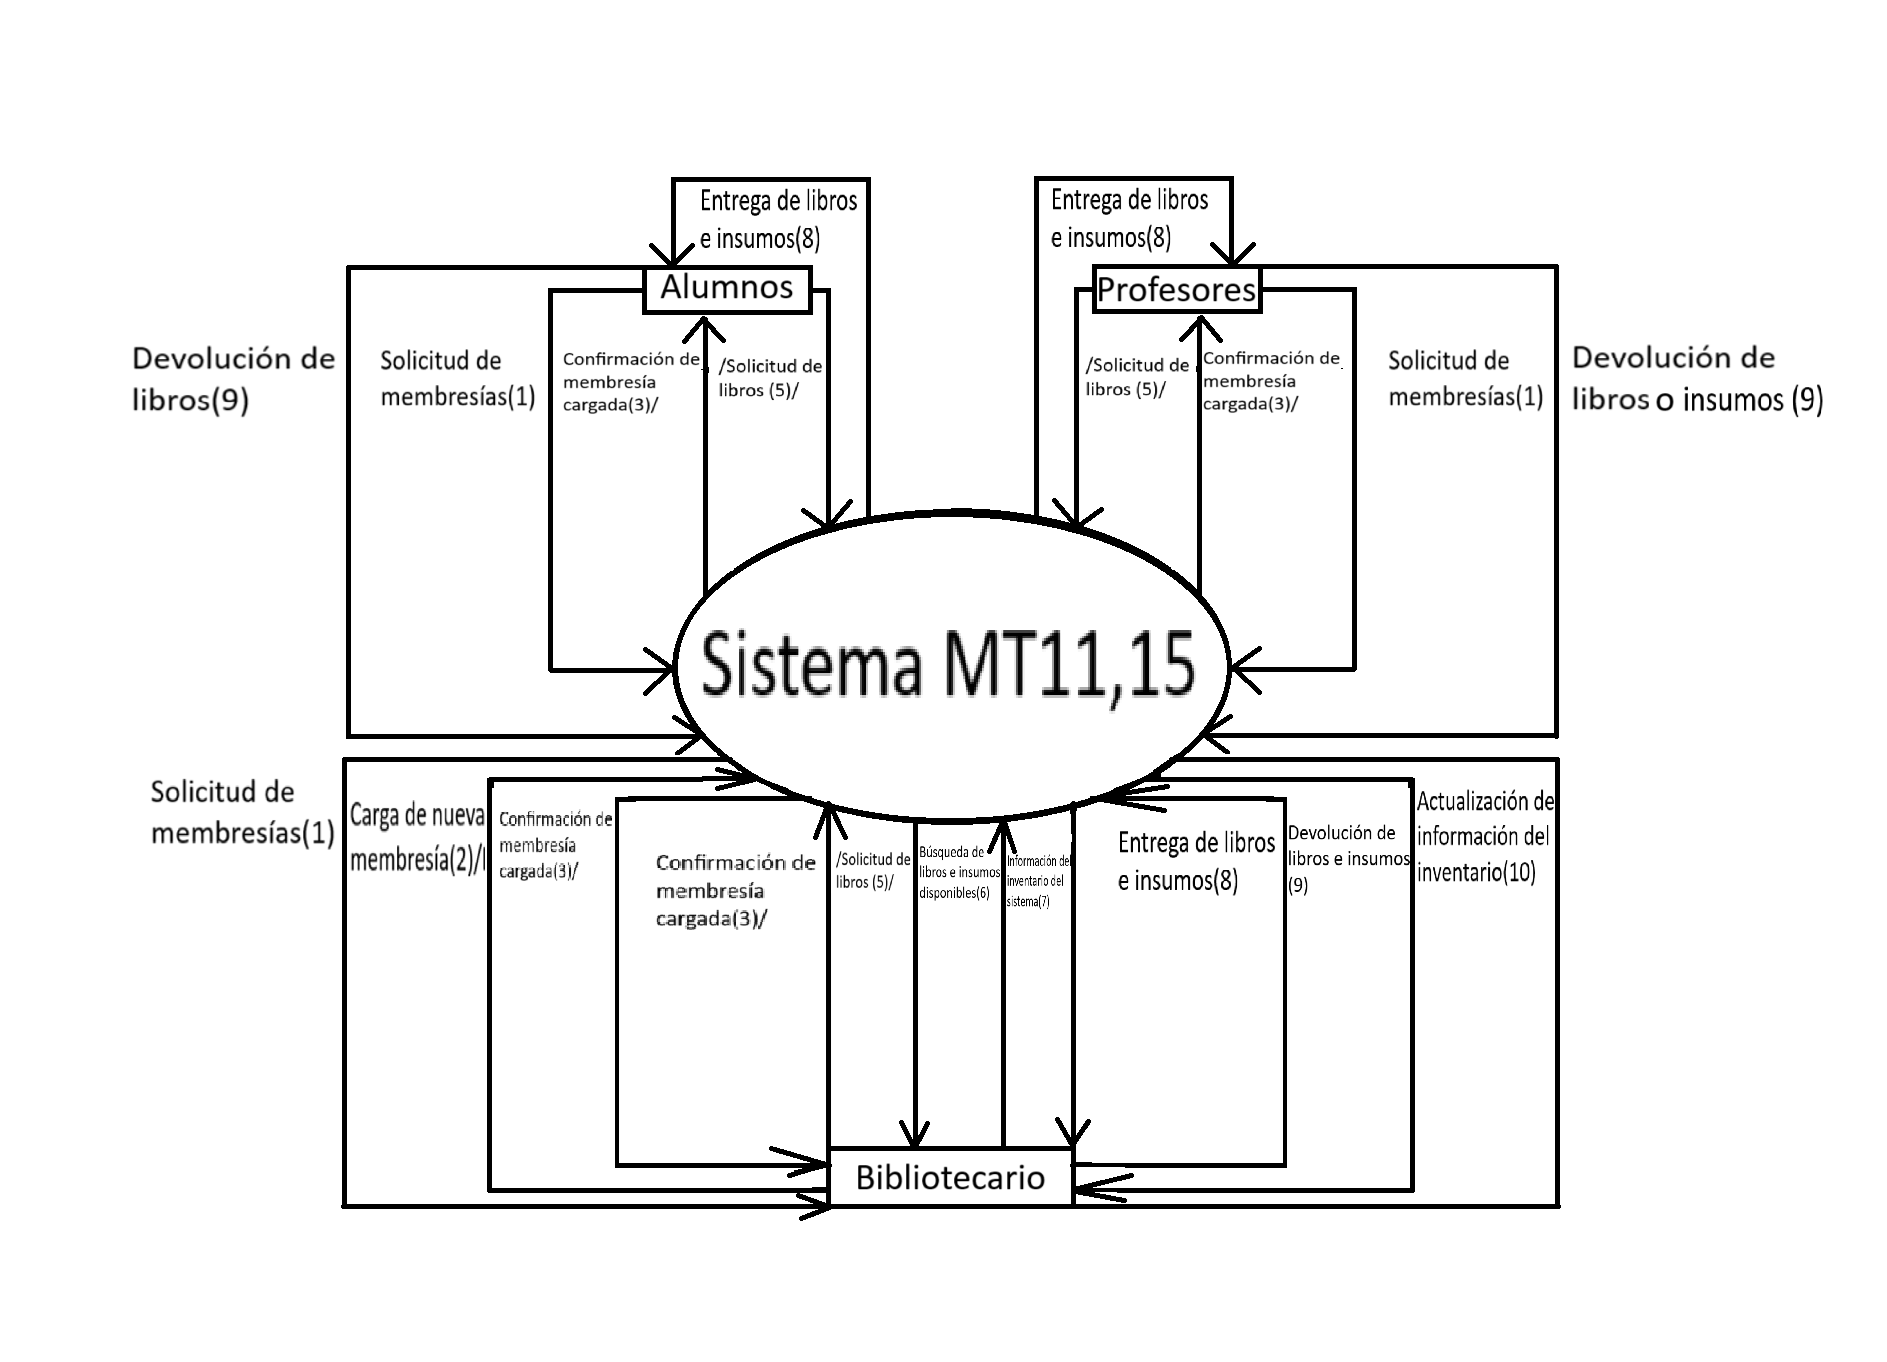 Entrega de libros
e insumos(8)
Entrega de libros
e insumos(8)
Alumnos
Profesores
Devolución de
libros(9)
Solicitud de
membresías(1)
Confirmación de
membresía
cargada(3)/
/Solicitud de
libros (5)/
/Solicitud de
libros (5)/
Confirmación de
membresía
cargada(3)/
Solicitud de
membresías(1)
Devolución de
libros o insumos (9)
Sistema MT11,15
Solicitud de
membresías(1)
Carga de nueva
membresía(2)/
Confirmación de
membresía
cargada(3)/
Confirmación de
membresía
cargada(3)/
/Solicitud de
libros (5)/
Búsqueda de
libros e insumos
disponibles(6)
Información del
inventario del
sistema(7)
Entrega de libros
e insumos(8)
Devolución de
libros e insumos
(9)
Actualización de
información del
inventario(10)
Bibliotecario